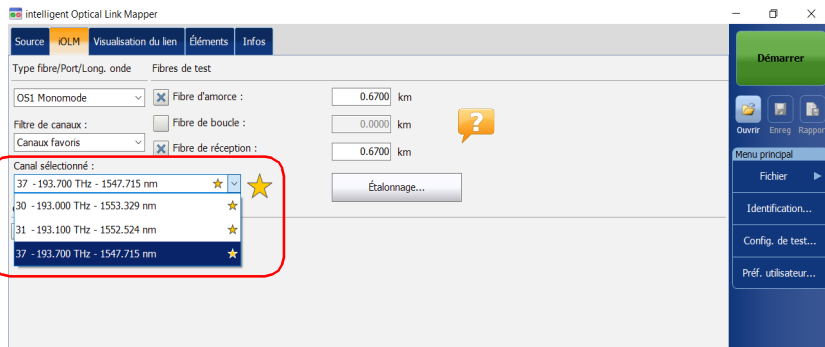 intelligent Optical Link Mapper
Source iOLM Visualisation du lien Éléments Infos
Type fibre/Port/Long. onde Fibres de test
OS1 Monomode Fibre d'amorce : 0.6700 km
Filtre de canaux : Fibre de boucle : 0.0000 km
Canaux favoris Fibre de réception : 0.6700 km
Canal sélectionné :
37 - 193.700 THz - 1547.715 nm Étalonnage...
30 - 193.000 THz - 1553.329 nm
31 - 193.100 THz - 1552.524 nm
37 - 193.700 THz - 1547.715 nm
?
Démarrer
Ouvrir Enreg Rappor
Menu principal
Fichier
Identification...
Config. de test...
Préf. utilisateur...